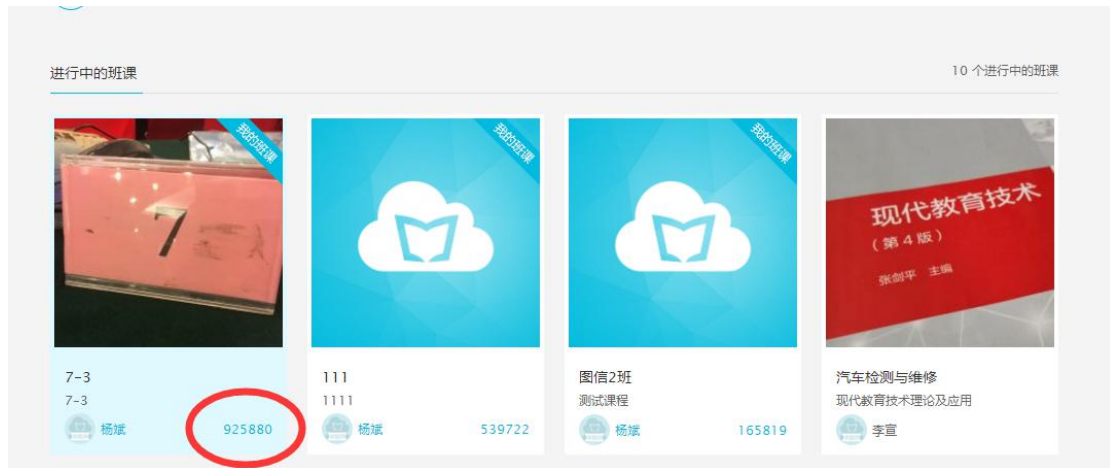 进行中的班课
10 个进行中的班课
我的班课
7
7-3
7-3
杨斌
925880
我的班课
111
1111
杨斌
539722
我的班课
图信2班
测试课程
杨斌
165819
现代教育技术
（第4版）
张剑平 主编
汽车检测与维修
现代教育技术理论及应用
李宣